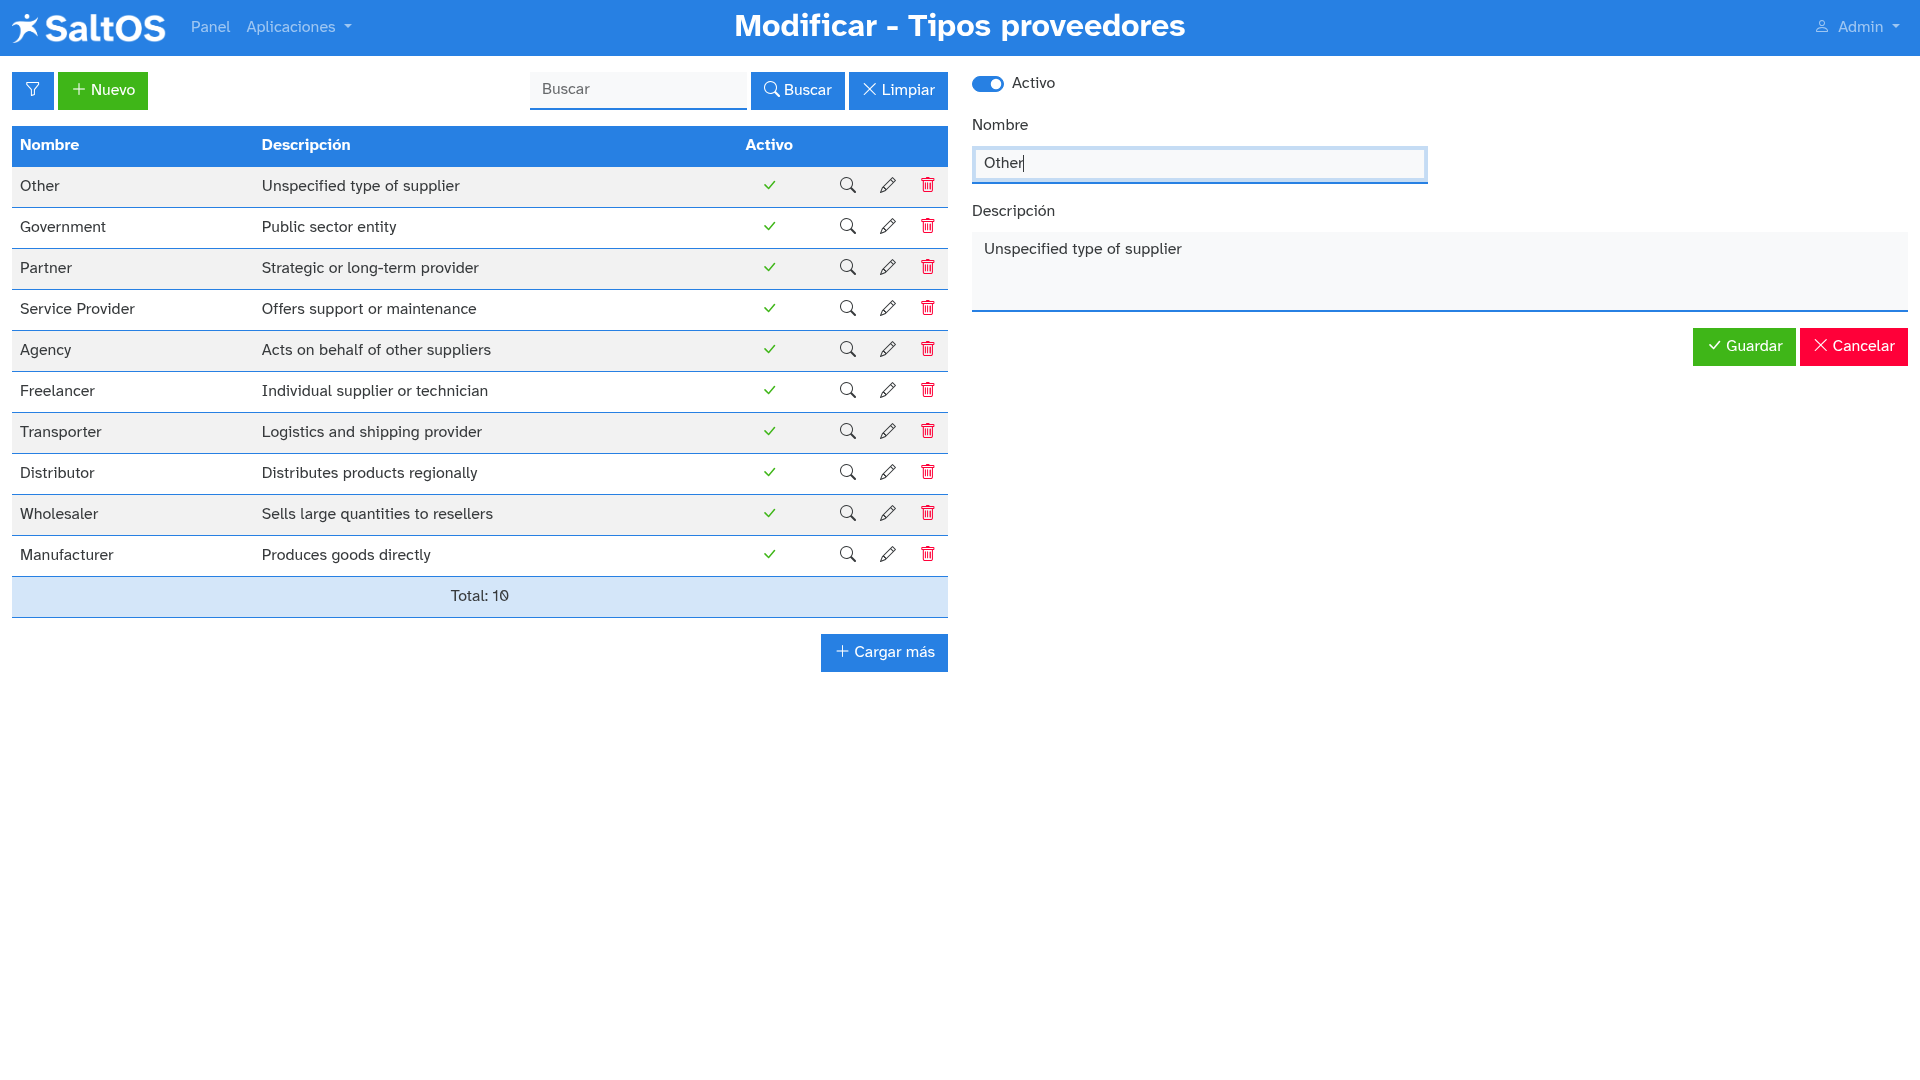 SaltOS Panel Aplicaciones Modificar - Tipos proveedores Admin
Nuevo Buscar Buscar Limpiar
Nombre Descripción Activo
Other Unspecified type of supplier
Government Public sector entity
Partner Strategic or long-term provider
Service Provider Offers support or maintenance
Agency Acts on behalf of other suppliers
Freelancer Individual supplier or technician
Transporter Logistics and shipping provider
Distributor Distributes products regionally
Wholesaler Sells large quantities to resellers
Manufacturer Produces goods directly
Total: 10
Cargar más
Activo
Nombre
Other
Descripción
Unspecified type of supplier
Guardar Cancelar